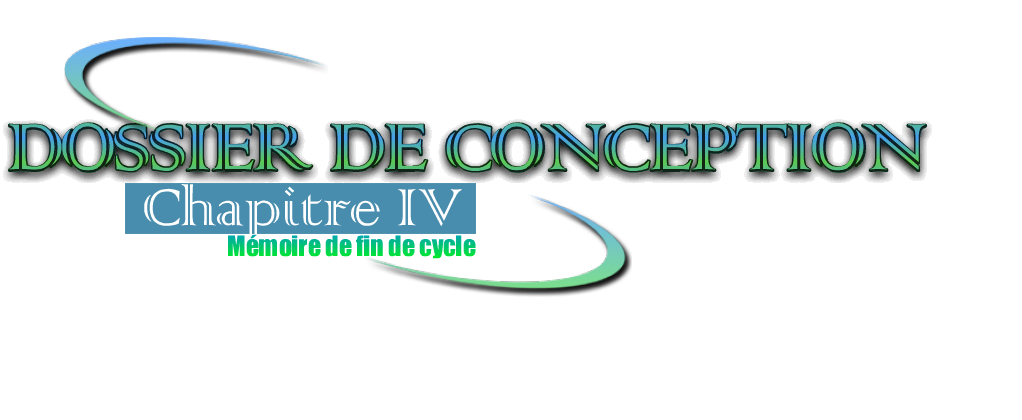 DOSSIER DE CONCEPTION
Chapitre IV
Mémoire de fin de cycle